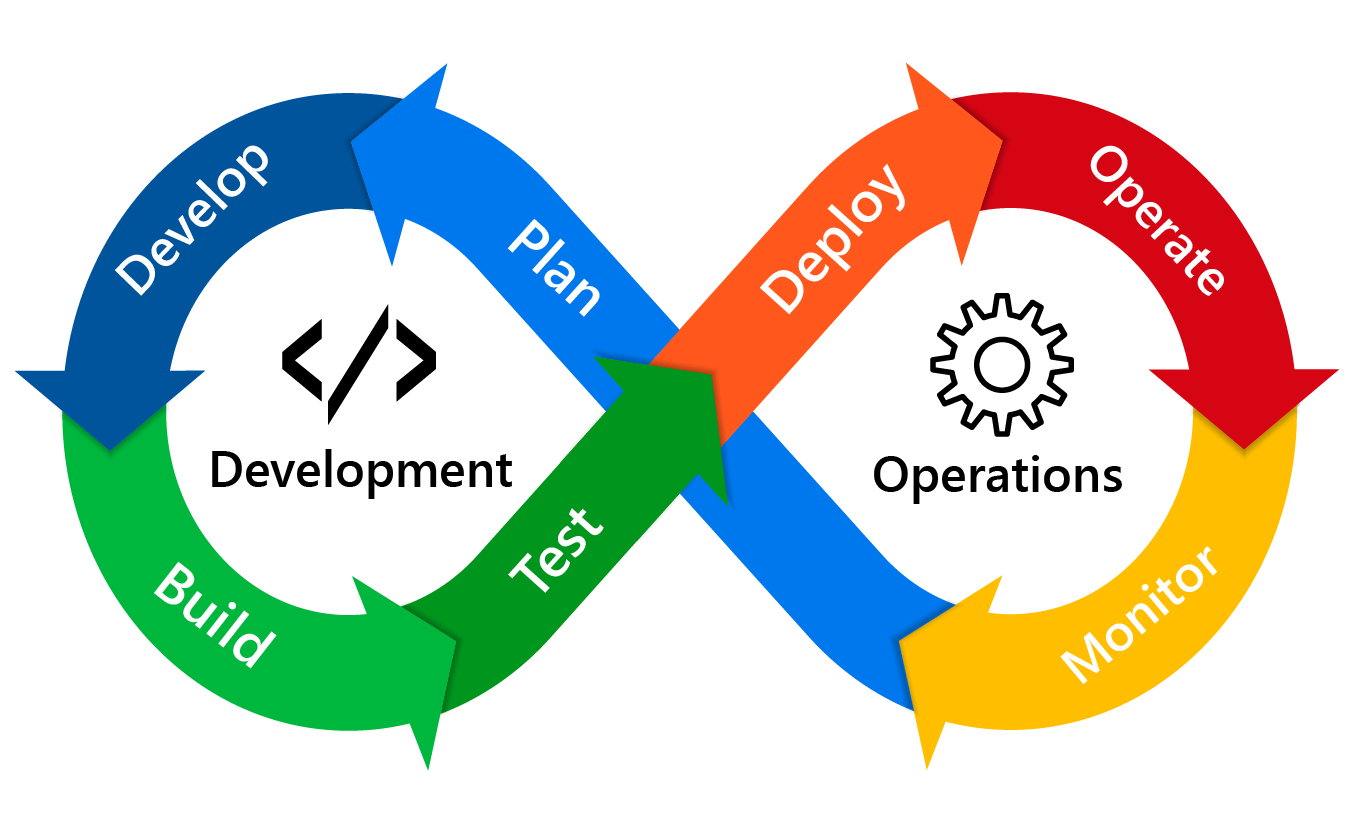 Plan
Develop
Build
Test
Deploy
Operate
Monitor
Development
Operations